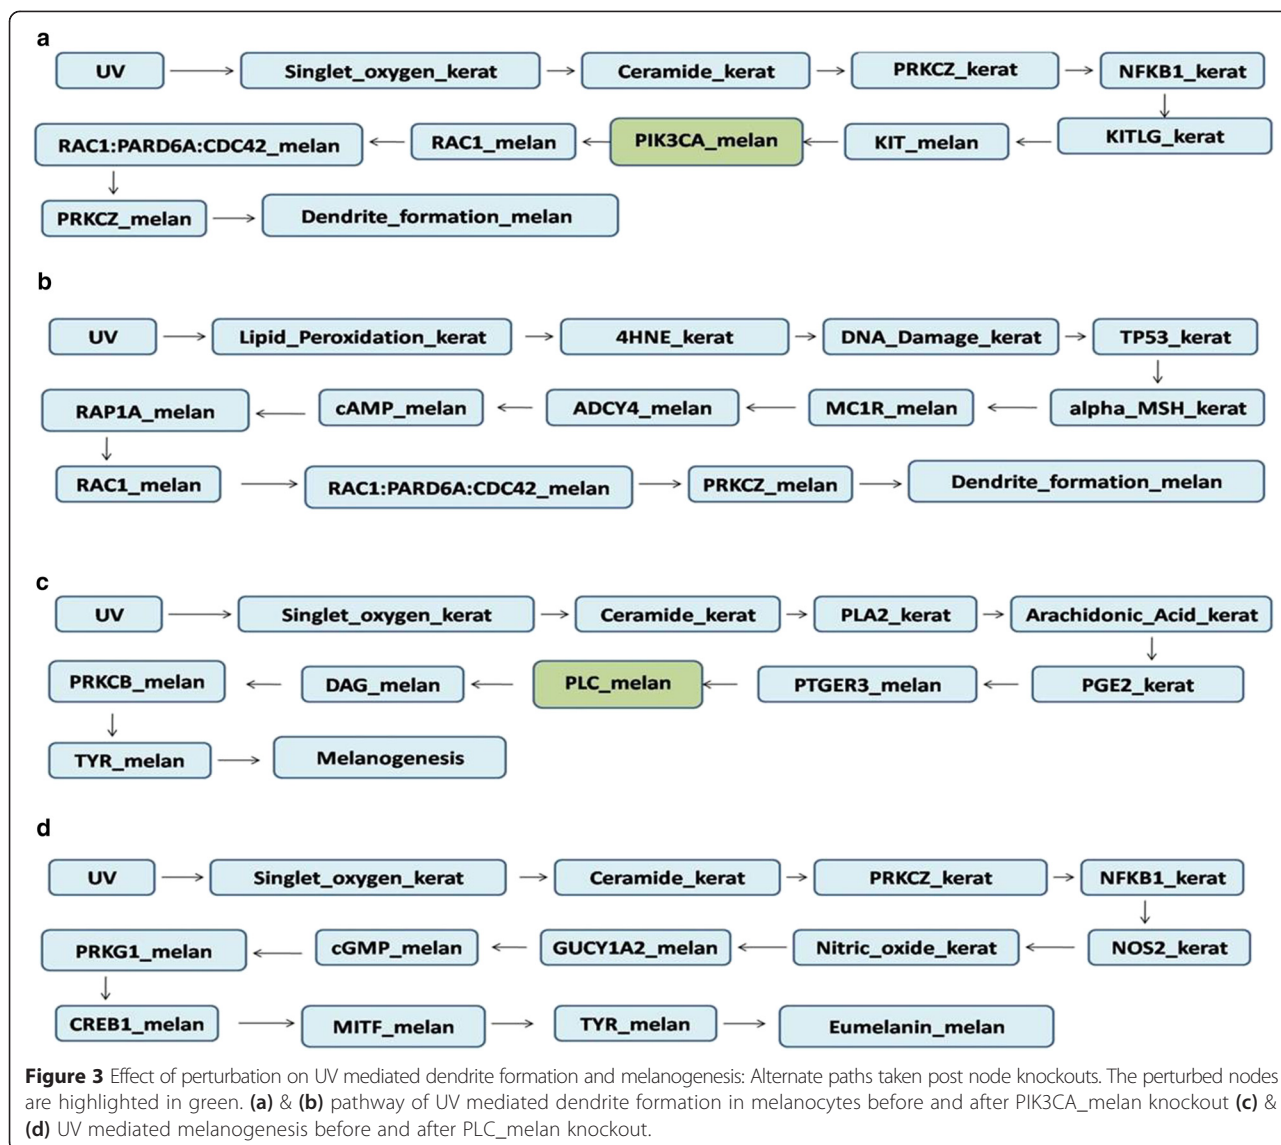 a
UV Singlet_oxygen_kerat Ceramide_kerat PRKCZ_kerat NFKB1_kerat
RAC1:PARD6A:CDC42_melan RAC1_melan PIK3CA_melan KIT_melan KITLG_kerat
PRKCZ_melan Dendrite_formation_melan
b
UV Lipid_Peroxidation_kerat 4HNE_kerat DNA_Damage_kerat TP53_kerat
RAP1A_melan cAMP_melan ADCY4_melan MC1R_melan alpha_MSH_kerat
RAC1_melan RAC1:PARD6A:CDC42_melan PRKCZ_melan Dendrite_formation_melan
c
UV Singlet_oxygen_kerat Ceramide_kerat PLA2_kerat Arachidonic_Acid_kerat
PRKCB_melan DAG_melan PLC_melan PTGER3_melan PGE2_kerat
TYR_melan Melanogenesis
d
UV Singlet_oxygen_kerat Ceramide_kerat PRKCZ_kerat NFKB1_kerat
PRKG1_melan cGMP_melan GUCY1A2_melan Nitric_oxide_kerat NOS2_kerat
CREB1_melan MITF_melan TYR_melan Eumelanin_melan
Figure 3 Effect of perturbation on UV mediated dendrite formation and melanogenesis: Alternate paths taken post node knockouts. The perturbed nodes
are highlighted in green. (a) & (b) pathway of UV mediated dendrite formation in melanocytes before and after PIK3CA_melan knockout (c) &
(d) UV mediated melanogenesis before and after PLC_melan knockout.